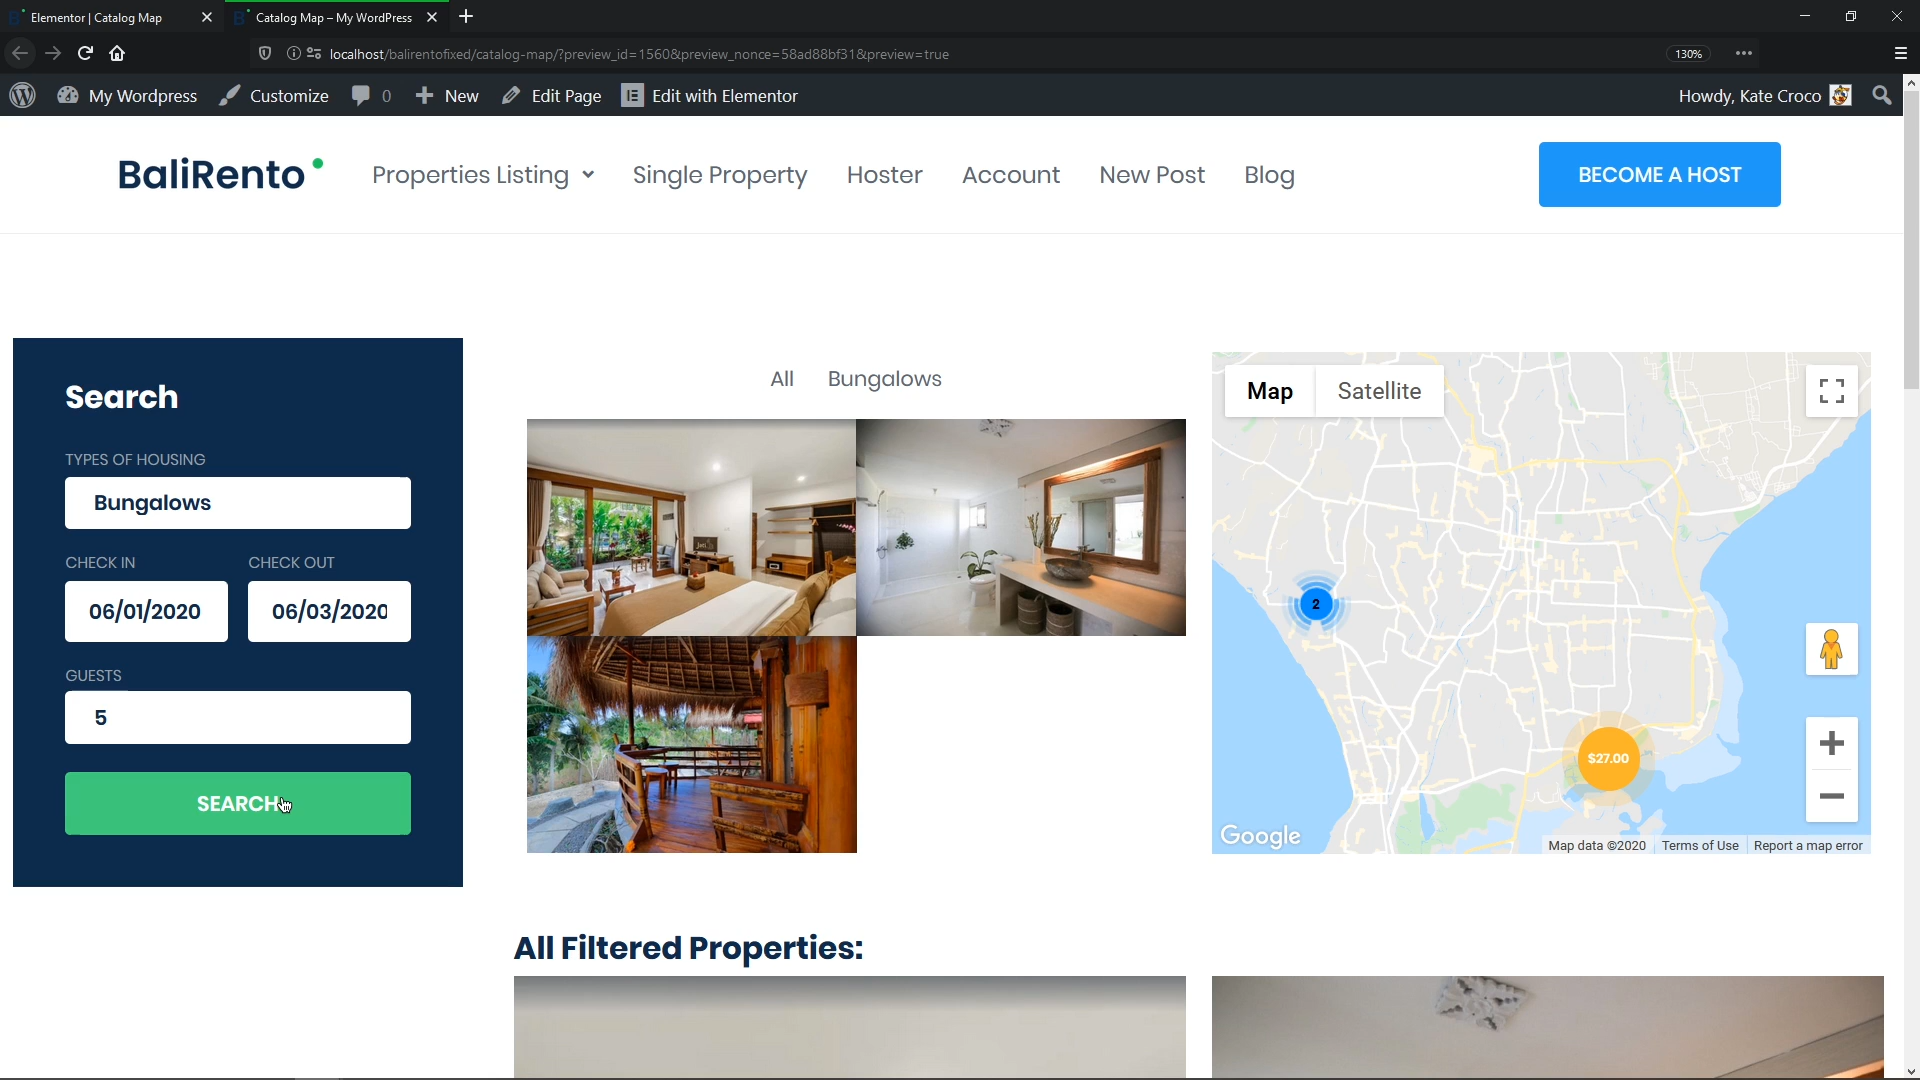 Elementor | Catalog Map
Catalog Map – My WordPress
localhost/balirentofixed/catalog-map/?preview_id=1560&preview_nonce=58ad88bf31&preview=true
130%
My Wordpress
Customize
0
New
Edit Page
Edit with Elementor
Howdy, Kate Croco
BaliRento
Properties Listing
Single Property
Hoster
Account
New Post
Blog
BECOME A HOST
Search
TYPES OF HOUSING
Bungalows
CHECK IN
CHECK OUT
06/01/2020
06/03/2020
GUESTS
5
SEARCH
All
Bungalows
Map
Satellite
2
$27.00
Google
Map data ©2020
Terms of Use
Report a map error
All Filtered Properties: